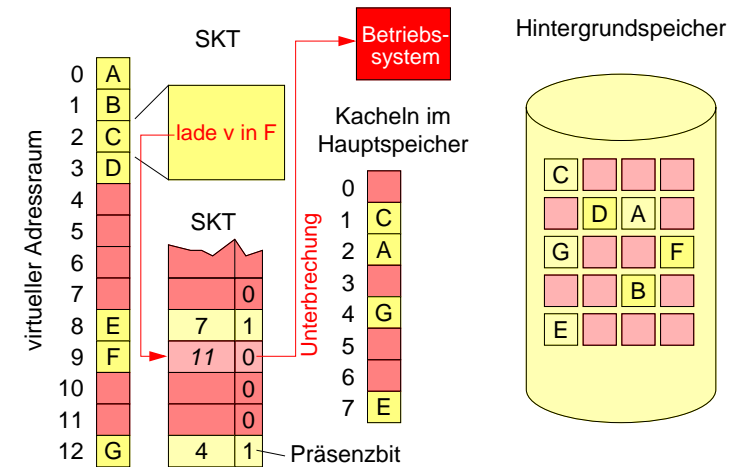 SKT
Betriebs-
system
Hintergrundspeicher
virtueller Adressraum
0 A
1 B
2 C
3 D
4
5
6
7
8 E
9 F
10
11
12 G
lade v in F
SKT
0
7 1
11 0
0
0
4 1
Präsenzbit
Unterbrechung
Kacheln im
Hauptspeicher
0
1 C
2 A
3
4 G
5
6
7 E
C
D A
G F
B
E